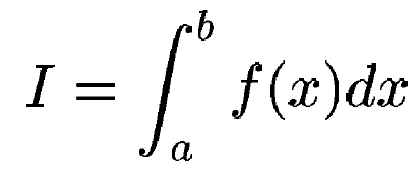 I = ∫_a^b f(x)dx